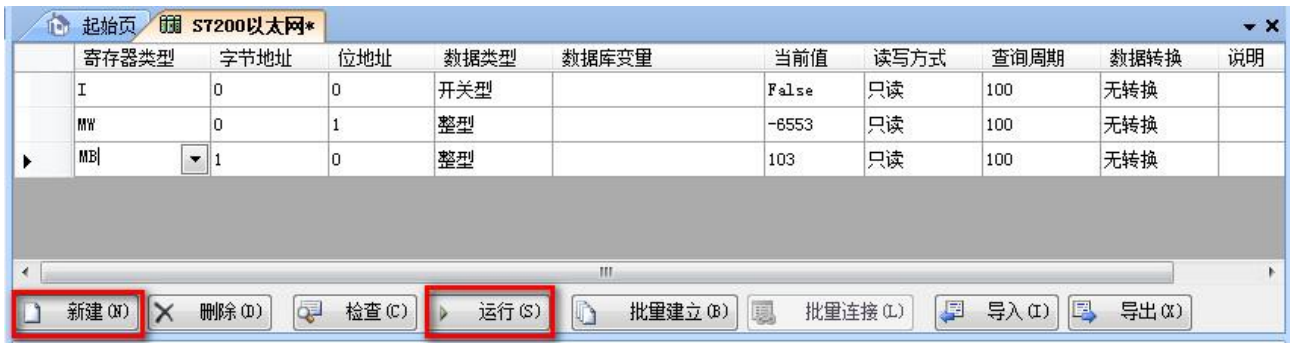 起始页 S7200以太网*
寄存器类型 字节地址 位地址 数据类型 数据库变量 当前值 读写方式 查询周期 数据转换 说明
I 0 0 开关型 False 只读 100 无转换
MW 0 1 整型 -6553 只读 100 无转换
MB 1 0 整型 103 只读 100 无转换
新建(N) 删除(D) 检查(C) 运行(S) 批量建立(B) 批量连接(L) 导入(I) 导出(X)